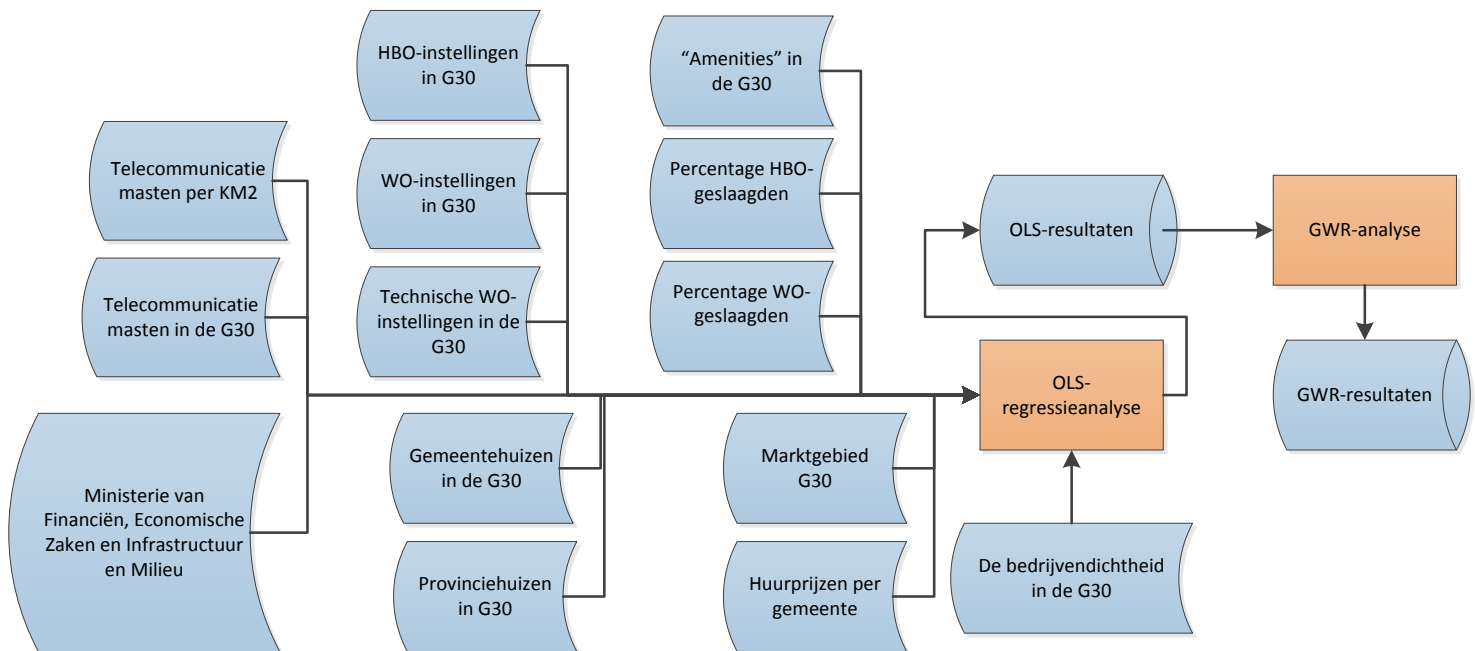 HBO-instellingen
in G30
“Amenities” in
de G30
Telecommunicatie
masten per KM2
WO-instellingen
in G30
Percentage HBO-
geslaagden
OLS-resultaten
GWR-analyse
Telecommunicatie
masten in de G30
Technische WO-
instellingen in de
G30
Percentage WO-
geslaagden
OLS-
regressieanalyse
GWR-resultaten
Ministerie van
Financiën, Economische
Zaken en Infrastructuur
en Milieu
Gemeentehuizen
in de G30
Marktgebied
G30
Provinciehuizen
in G30
Huurprijzen per
gemeente
De bedrijvendichtheid
in de G30